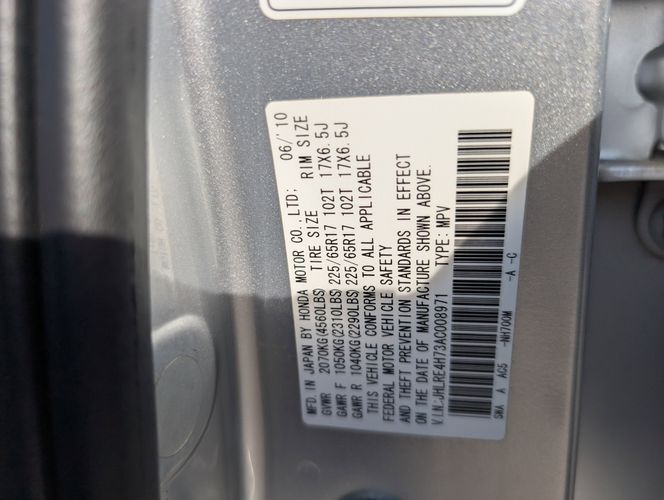 MFD. IN JAPAN BY HONDA MOTOR CO., LTD; 06/'10
GVWR 2070KG(4560LBS) TIRE SIZE RIM SIZE
GAWR F 1050KG(2310LBS) 225/65R17 102T 17X6.5J
GAWR R 1040KG(2290LBS) 225/65R17 102T 17X6.5J
THIS VEHICLE CONFORMS TO ALL APPLICABLE
FEDERAL MOTOR VEHICLE SAFETY
AND THEFT PREVENTION STANDARDS IN EFFECT
ON THE DATE OF MANUFACTURE SHOWN ABOVE.
V.I.N:JHLRE4H73AC008971 TYPE: MPV
SWA A AG5 -NH700M -A -C